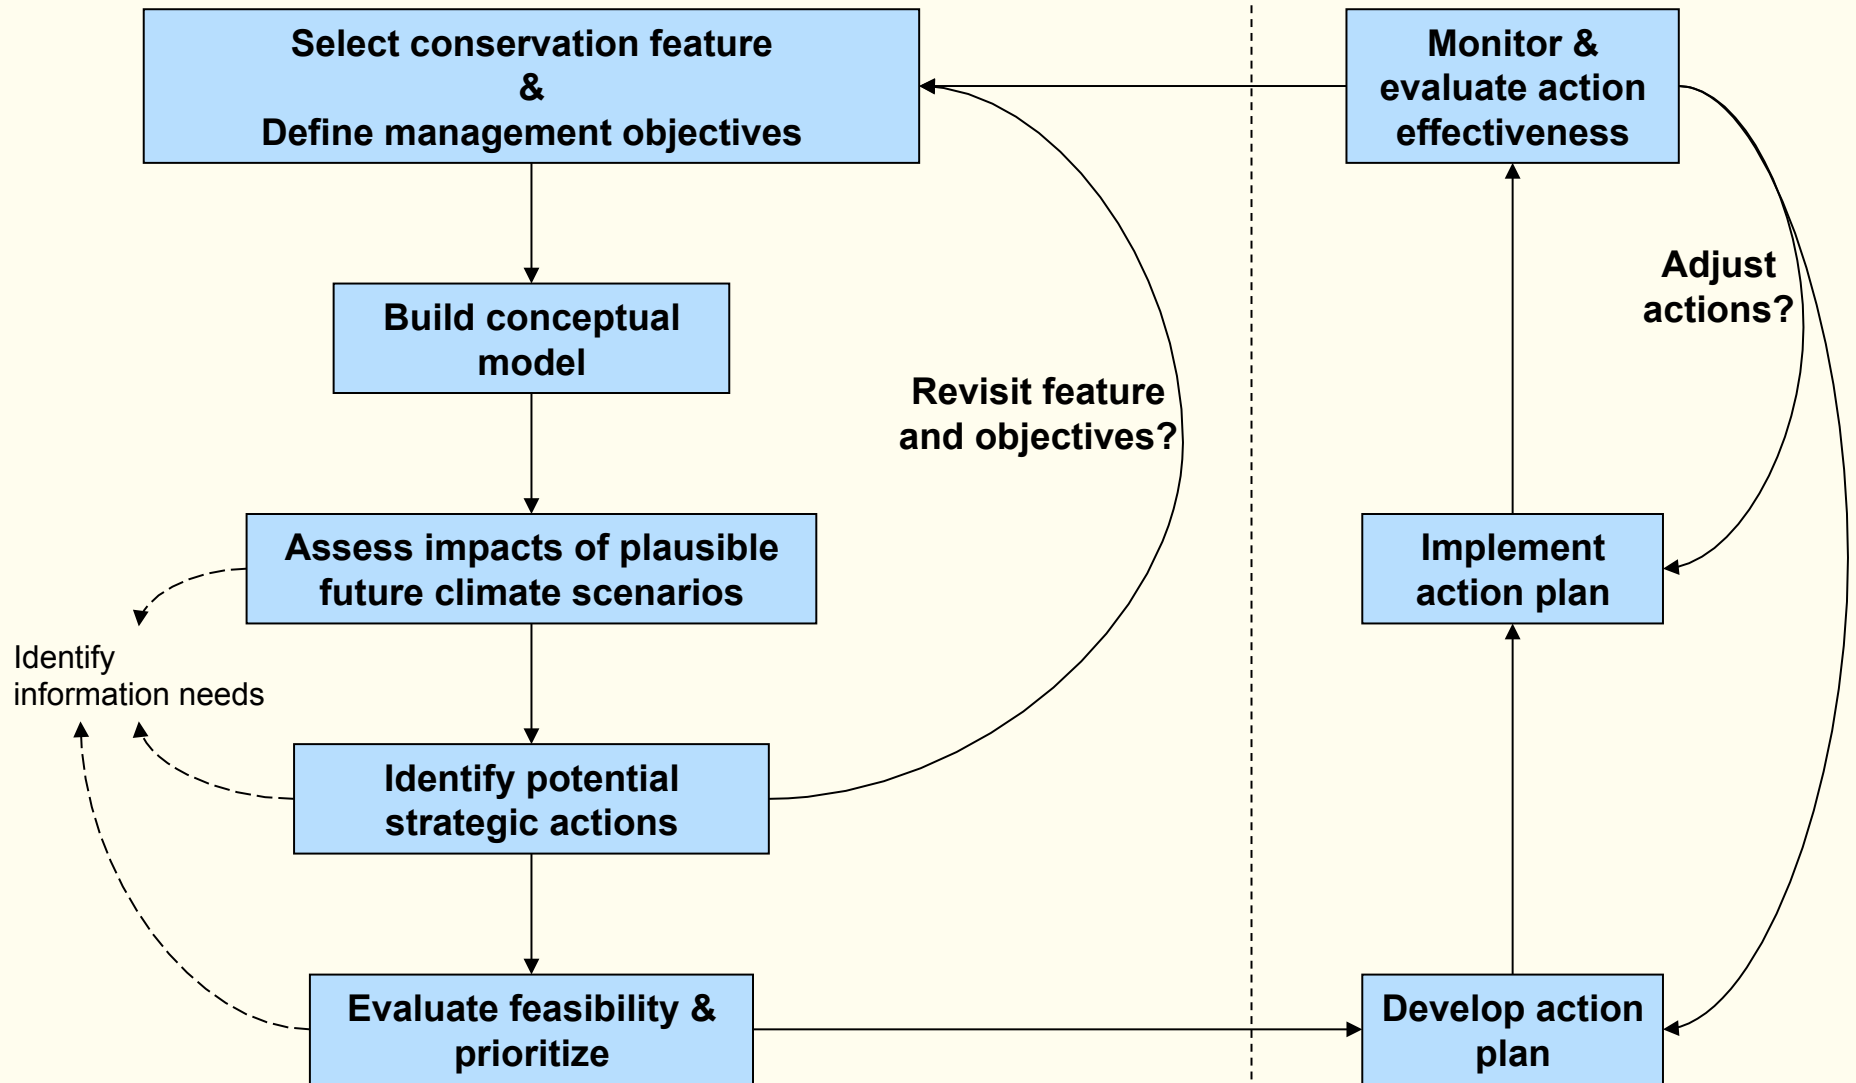 Select conservation feature
&
Define management objectives
Build conceptual
model
Assess impacts of plausible
future climate scenarios
Identify
information needs
Identify potential
strategic actions
Evaluate feasibility &
prioritize
Revisit feature
and objectives?
Monitor &
evaluate action
effectiveness
Adjust
actions?
Implement
action plan
Develop action
plan